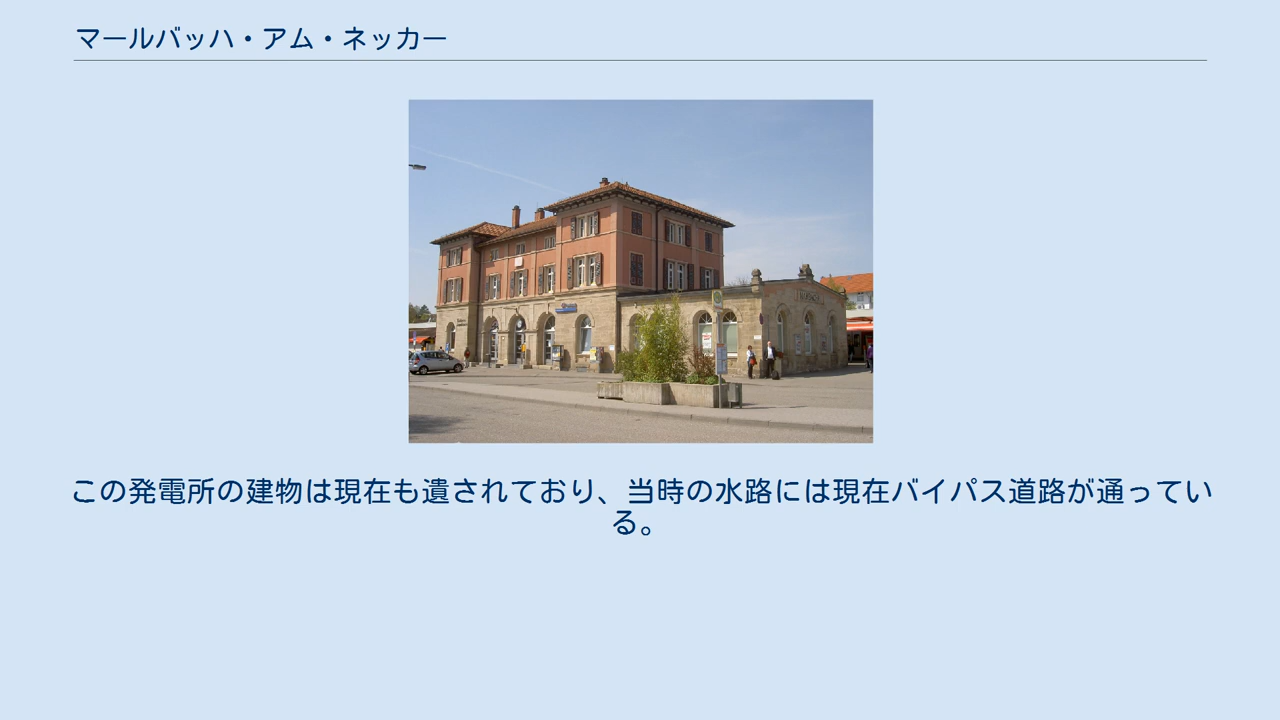 マールバッハ・アム・ネッカー
この発電所の建物は現在も遺されており、当時の水路には現在バイパス道路が通ってい
る。